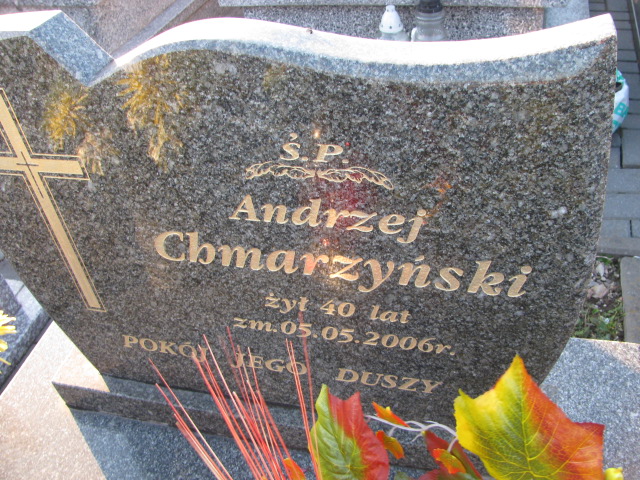 Ś.P.
Andrzej
Chmarzyński
żył 40 lat
zm.05.05.2006r.
POKÓJ JEGO DUSZY